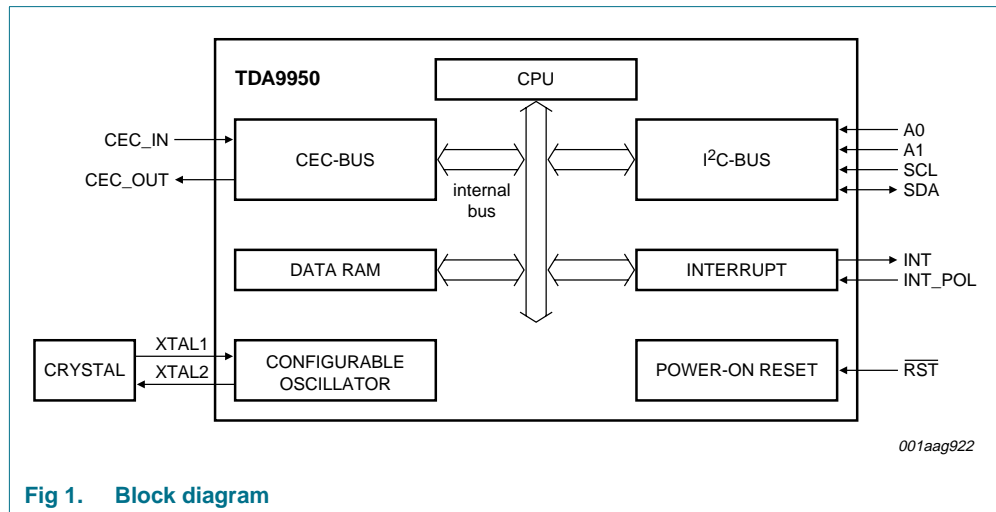 TDA9950
CPU
CEC_IN
CEC-BUS
CEC_OUT
internal
bus
I²C-BUS
A0
A1
SCL
SDA
DATA RAM
INTERRUPT
INT
INT_POL
CRYSTAL
XTAL1
XTAL2
CONFIGURABLE
OSCILLATOR
POWER-ON RESET
R̅S̅T̅
001aag922
Fig 1. Block diagram